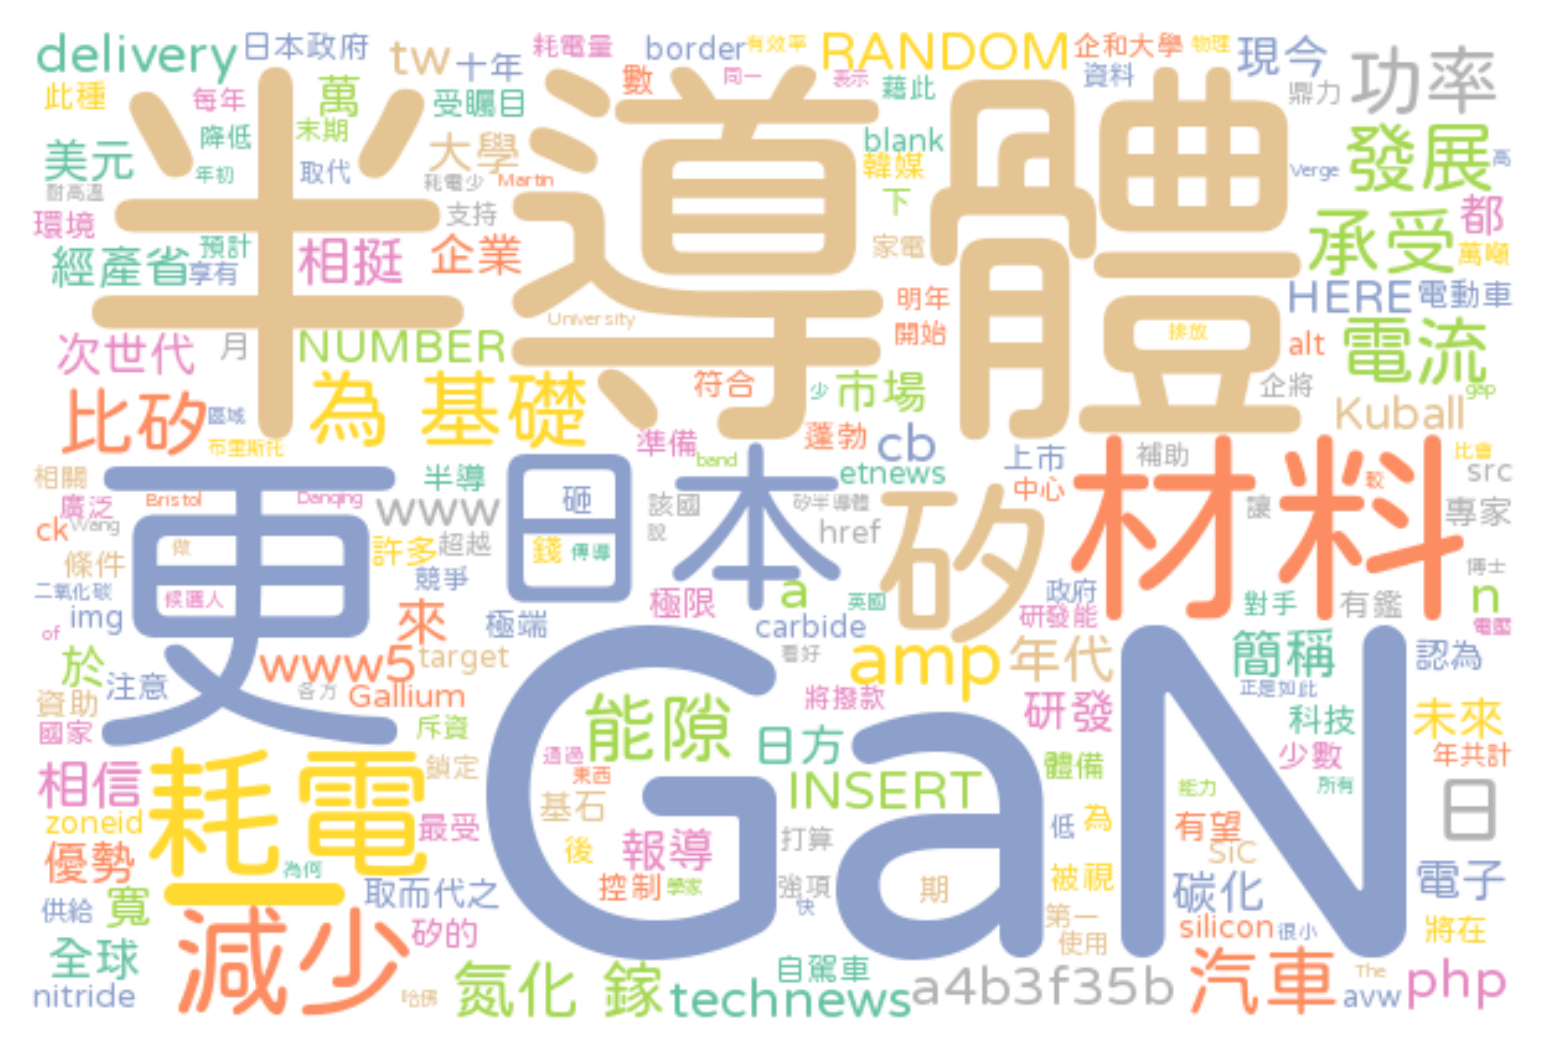 delivery 日本政府 tw 十年 耗電量 border 有效率 RANDOM 企和大學 物理 現今 功率
此種 每年 萬 受矚目 數 同一 表示 藉此 資料 鼎力
半導體
美元 降低 末期 大學 blank 發展 高
耐高溫 年初 取代 耗電少 Martin 韓媒 Verge
環境 支持 下 承受 都
經產省 預計 享有 相挺 企業 家電 萬噸
University 明年 HERE 電動車
次世代 月 NUMBER 開始 排放 alt 電流
比矽 區域 為 基礎 符合 少 市場 企將 Kuball gap
布里斯托 準備 蓬勃 cb
相關 半導 band etnews 上市 補助 比會 src
更 日本 矽 材料
廣泛 Bristol Danqing www 砸 該國 矽半導體 中心 較 讓 專家
ck Wang 說 href
條件 做 許多 超越 錢 傳導 博士
二氧化碳 候選人 競爭 極限 a 英國 政府 對手 有鑑 n
img 來 極端 carbide 研發能 電壓
of 於 www5 target 看好 amp 年代 簡稱 認為
注意 各方 Gallium 將撥款 正是如此
資助 GaN
國家 斥資 能隙 日方 研發 科技 未來
耗電 鎖定 通過 體備 少數 年共計
相信 東西 INSERT 能力 所有 日
zoneid 最受 基石 打算 低 為 有望
優勢 為何 後 報導 SiC
一 取而代之 控制 學家 強項 期 被視 碳化 電子
供給 寬 快 第一
減少 矽的 使用 silicon 很小 將在
全球 氮化 鎵 自駕車 汽車 The
nitride 哈佛 technews a4b3f35b avw php